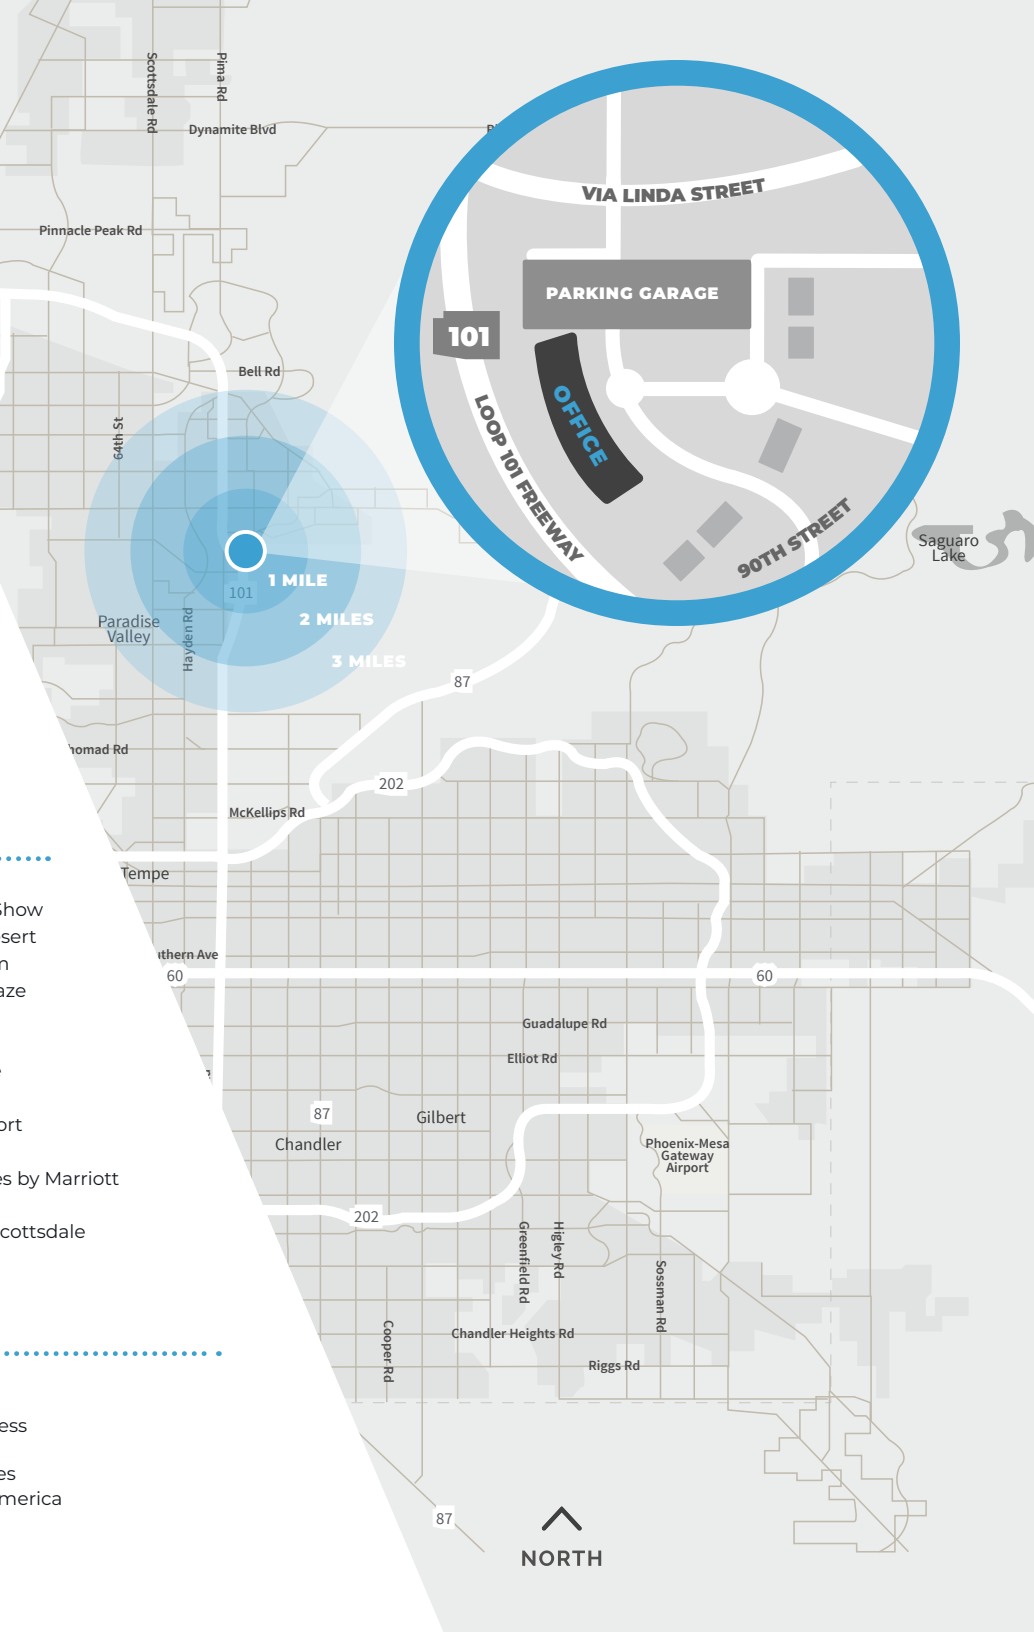 Scottsdale Rd
Pima Rd
Dynamite Blvd
Pinnacle Peak Rd
VIA LINDA STREET
PARKING GARAGE
101
OFFICE
LOOP 101 FREEWAY
90TH STREET
Bell Rd
64th St
Saguaro
Lake
1 MILE
101
2 MILES
Paradise
Valley
Hayden Rd
3 MILES
87
homad Rd
202
McKellips Rd
Tempe
Show
sert
n
aze
uthern Ave
60
60
Guadalupe Rd
Elliot Rd
e
87
Gilbert
ort
Chandler
Phoenix-Mesa
Gateway
Airport
es by Marriott
202
cottsdale
Greenfield Rd
Higley Rd
Sossman Rd
Cooper Rd
Chandler Heights Rd
Riggs Rd
ess
es
merica
87
NORTH